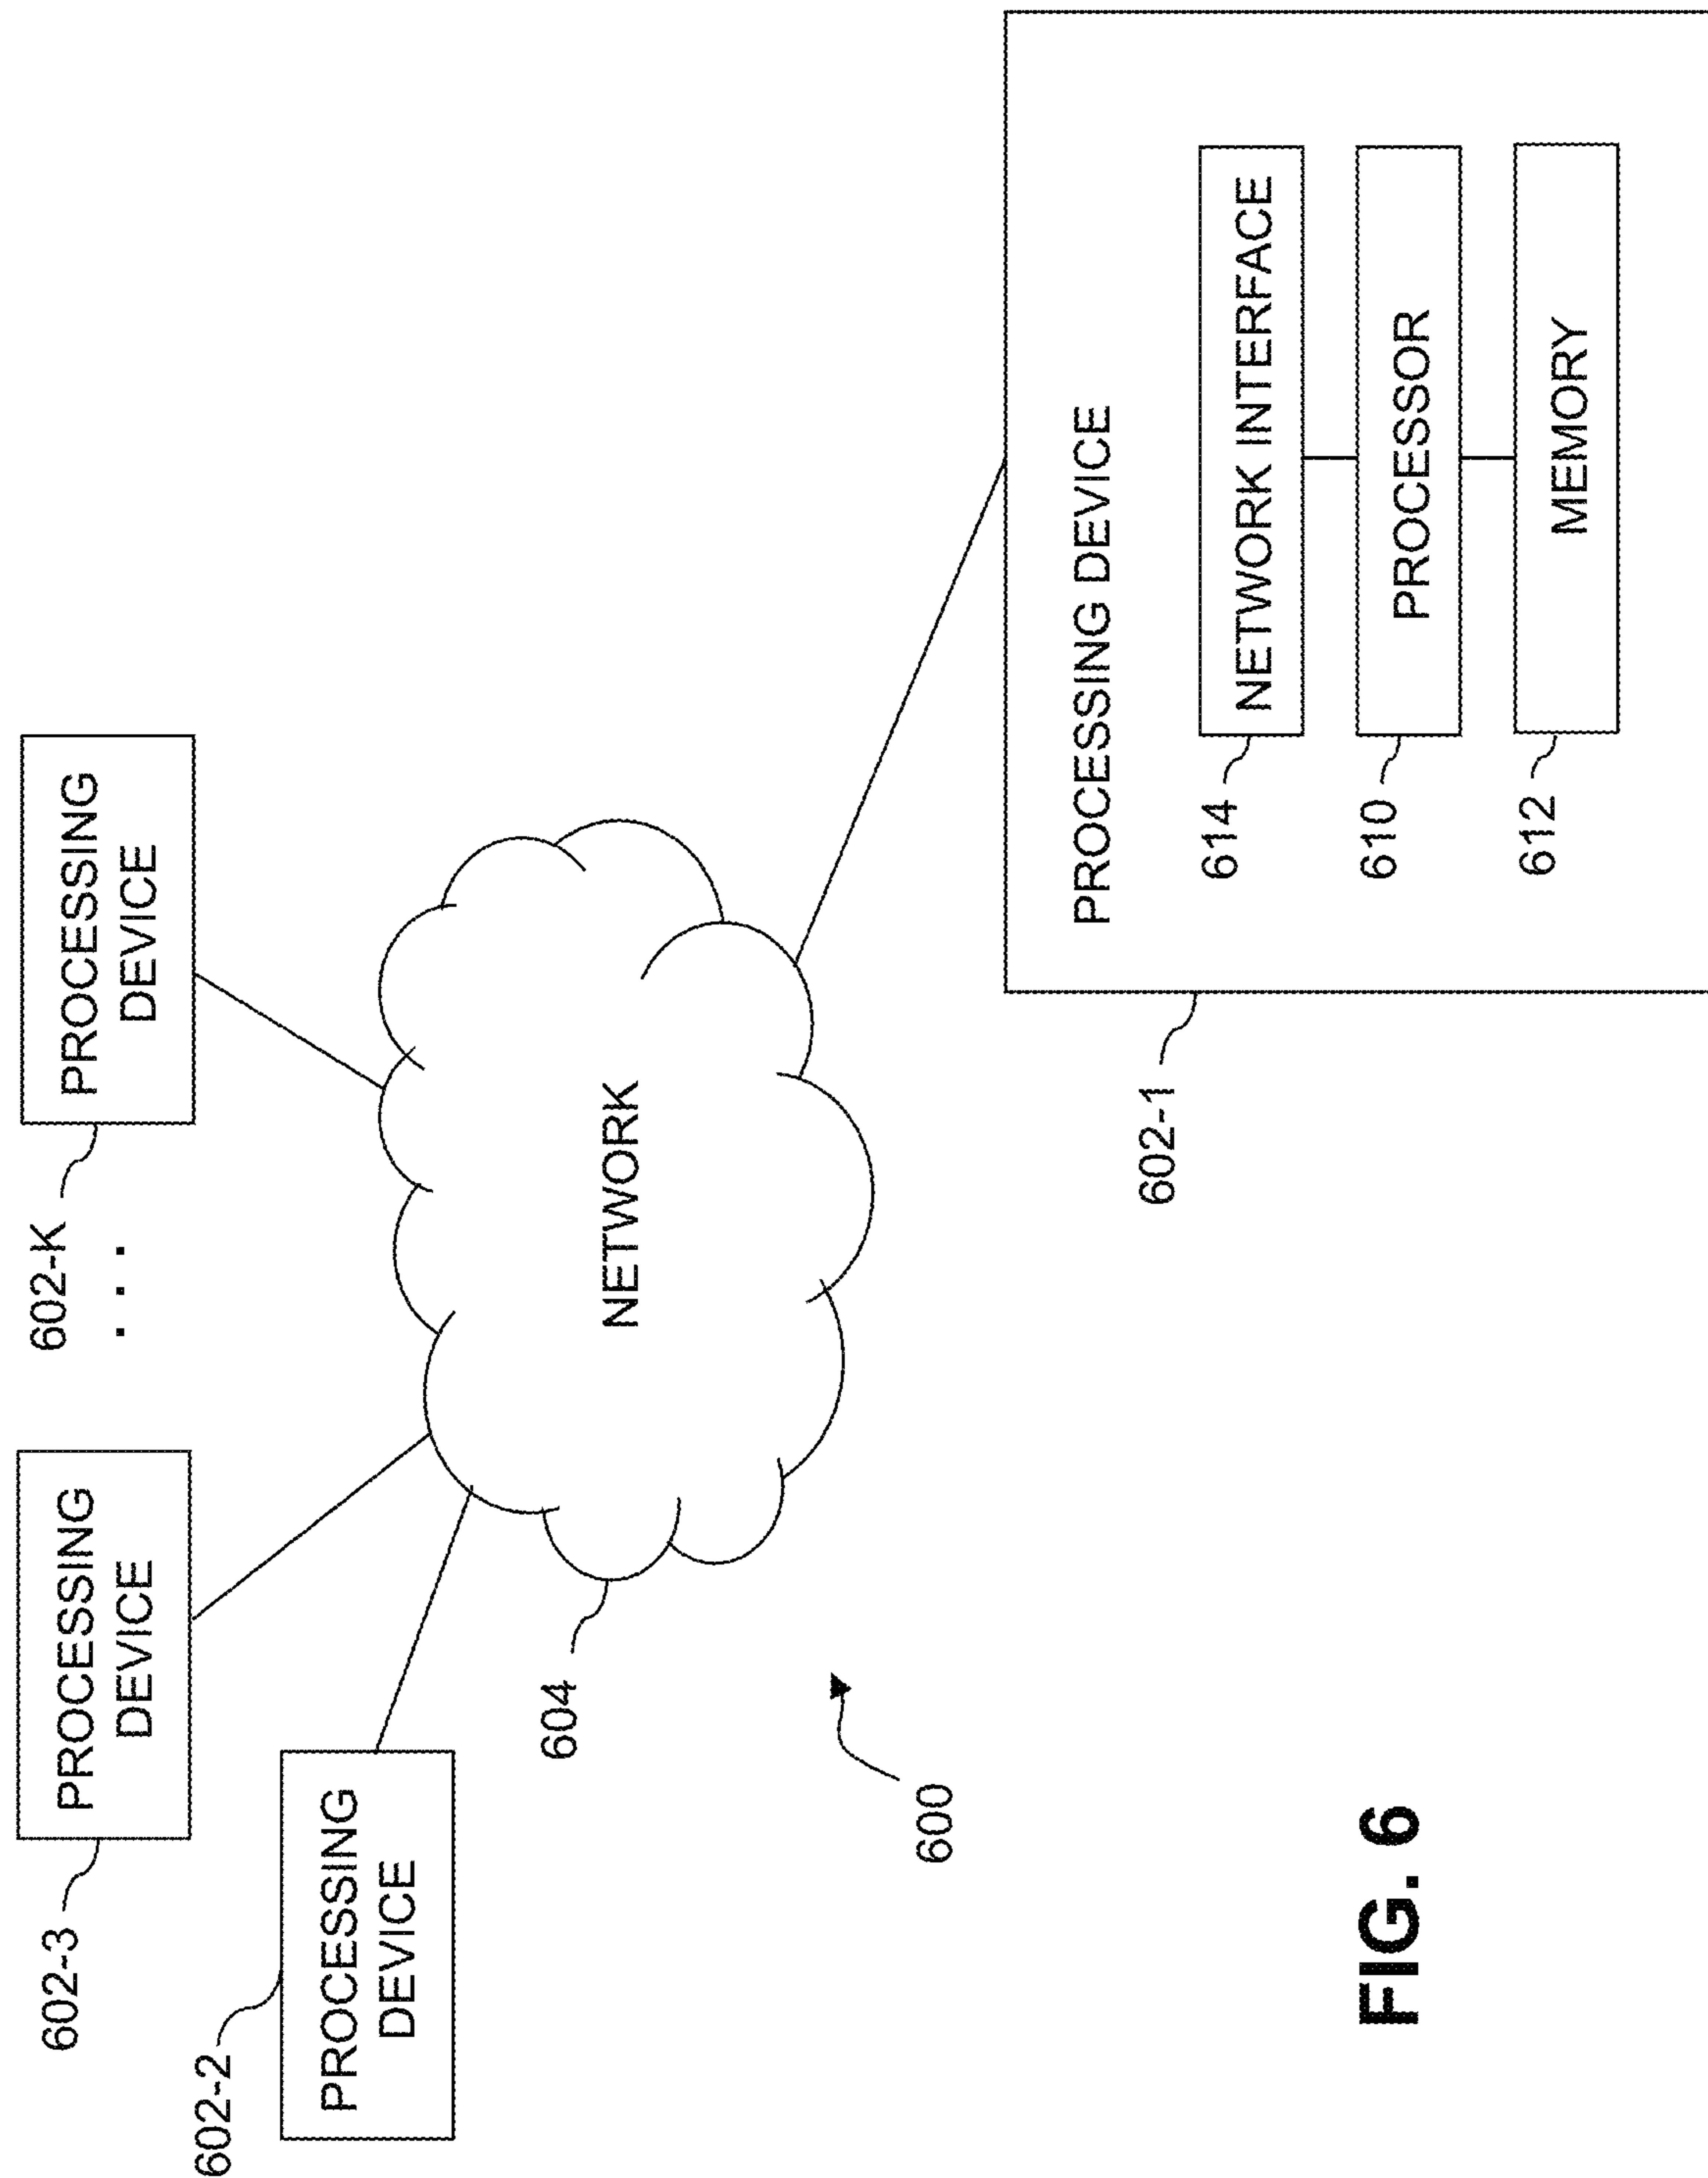 602-2
PROCESSING
DEVICE
602-3
PROCESSING
DEVICE
. . .
602-K
PROCESSING
DEVICE
604
NETWORK
600
602-1
PROCESSING DEVICE
614
NETWORK INTERFACE
610
PROCESSOR
612
MEMORY
FIG. 6